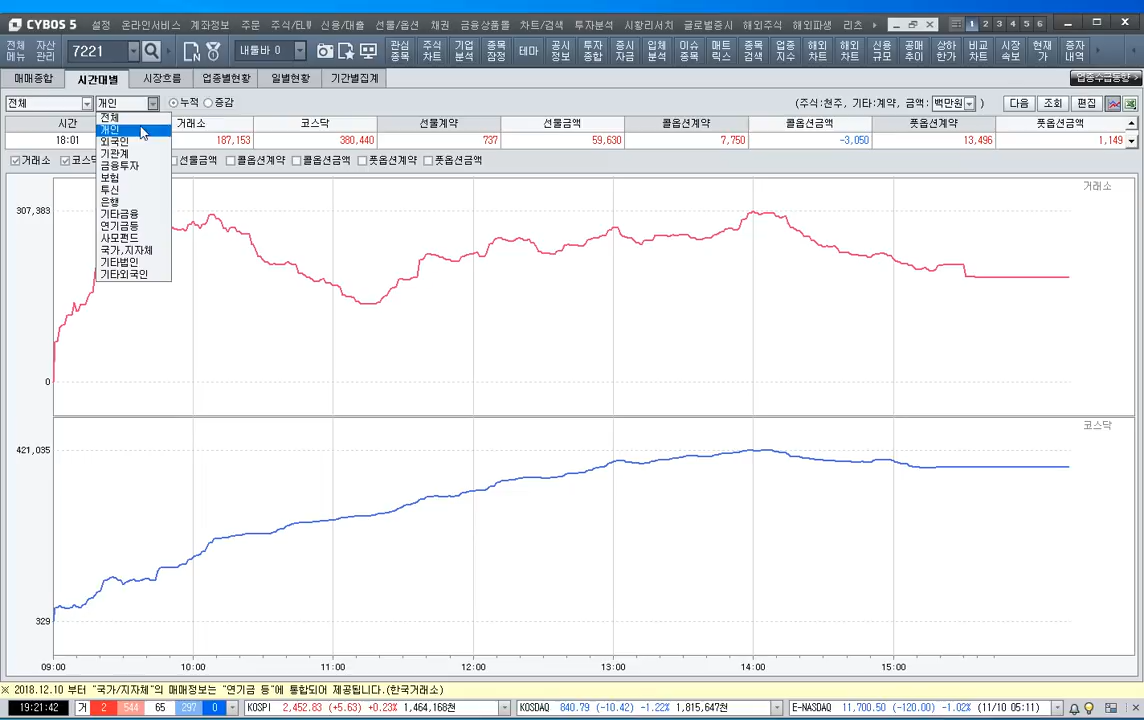 CYBOS 5 설정 온라인서비스 계좌정보 주문 주식/ELW 신용/대출 선물/옵션 채권 금융상품몰 차트/검색 투자분석 시황리서치 글로벌증시 해외주식 해외파생 리츠 1 2 3 4 5 6
전체메뉴 자산관리 7221 내툴바 0 관심종목 주식차트 기업분석 종목잠정 테마 공시정보 투자종합 증시자금 입체분석 이슈종목 매트릭스 종목검색 업종지수 해외차트 해외차트 신용규모 공매추이 상하한가 비교차트 시장속보 현재가 증자내역
매매종합 시간대별 시장흐름 업종별현황 일별현황 기간별집계 업종수급동향 >
전체 개인 누적 증감 (주식:천주, 기타:계약, 금액: 백만원 ) 다음 조회 편집
시간 거래소 코스닥 선물계약 선물금액 콜옵션계약 콜옵션금액 풋옵션계약 풋옵션금액
18:01 187,153 380,440 737 59,630 7,750 -3,050 13,496 1,149
거래소 코스닥 선물금액 콜옵션계약 콜옵션금액 풋옵션계약 풋옵션금액
전체
개인
외국인
기관계
금융투자
보험
투신
은행
기타금융
연기금등
사모펀드
국가,지자체
기타법인
기타외국인
거래소
307,383
0
코스닥
421,035
329
09:00 10:00 11:00 12:00 13:00 14:00 15:00
※ 2018.12.10 부터 "국가/지자체"의 매매정보는 "연기금 등"에 통합되어 제공됩니다.(한국거래소)
19:21:42 거 2 544 65 297 0 KOSPI 2,452.83 (+5.63) +0.23% 1,464,168천 KOSDAQ 840.79 (-10.42) -1.22% 1,815,647천 E-NASDAQ 11,700.50 (-120.00) -1.02% (11/10 05:11)